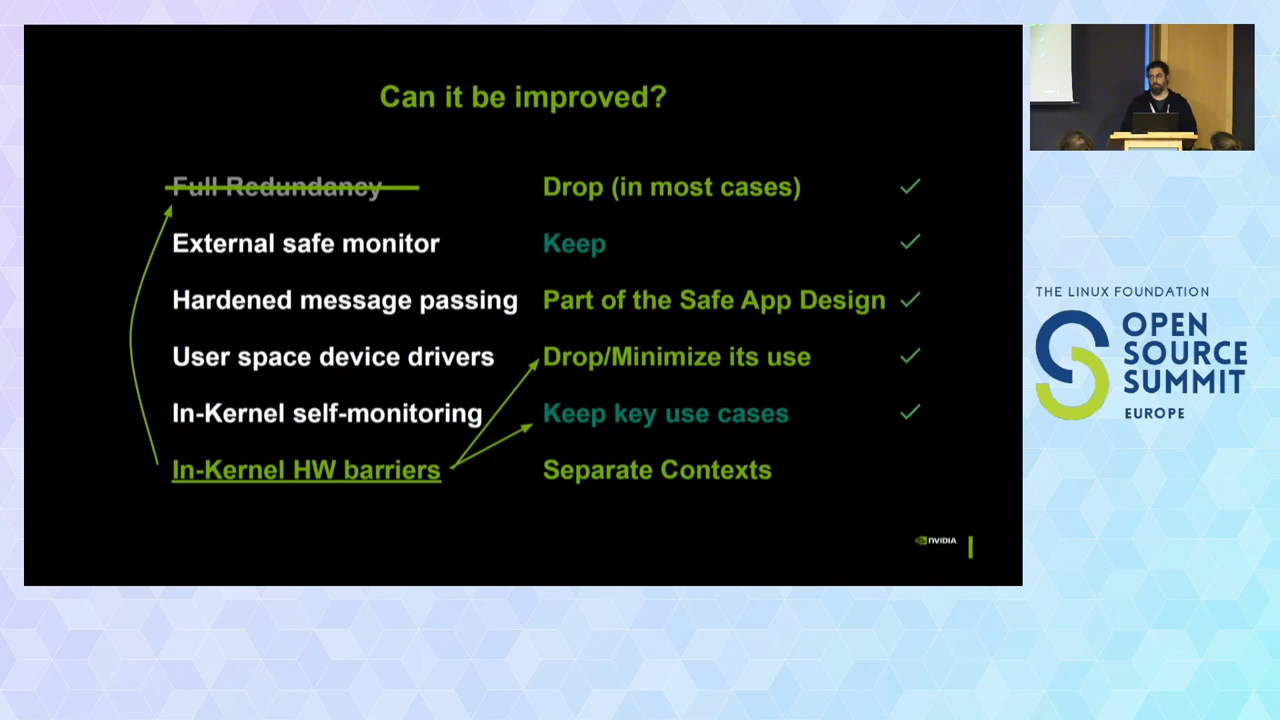 Can it be improved?
Full Redundancy Drop (in most cases) ✓
External safe monitor Keep ✓
Hardened message passing Part of the Safe App Design ✓
User space device drivers Drop/Minimize its use ✓
In-Kernel self-monitoring Keep key use cases ✓
In-Kernel HW barriers Separate Contexts
NVIDIA
THE LINUX FOUNDATION
OPEN
SOURCE
SUMMIT
EUROPE